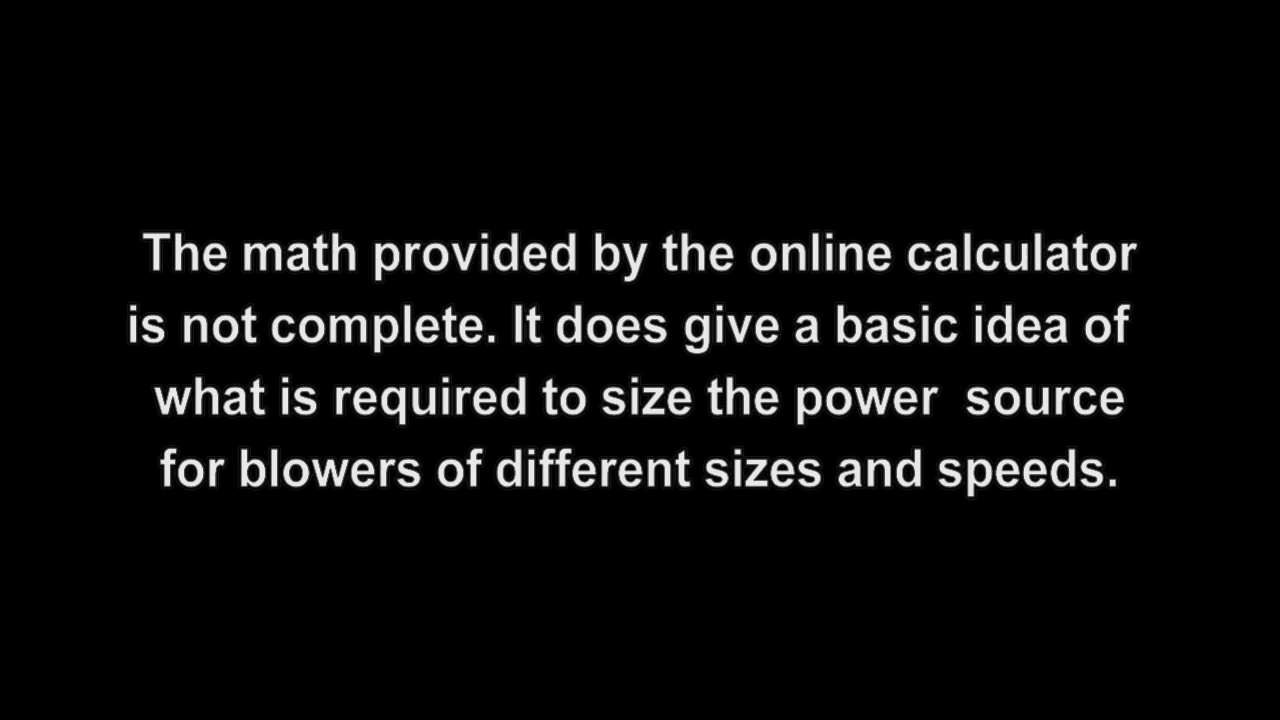 The math provided by the online calculator
is not complete. It does give a basic idea of
what is required to size the power  source
for blowers of different sizes and speeds.